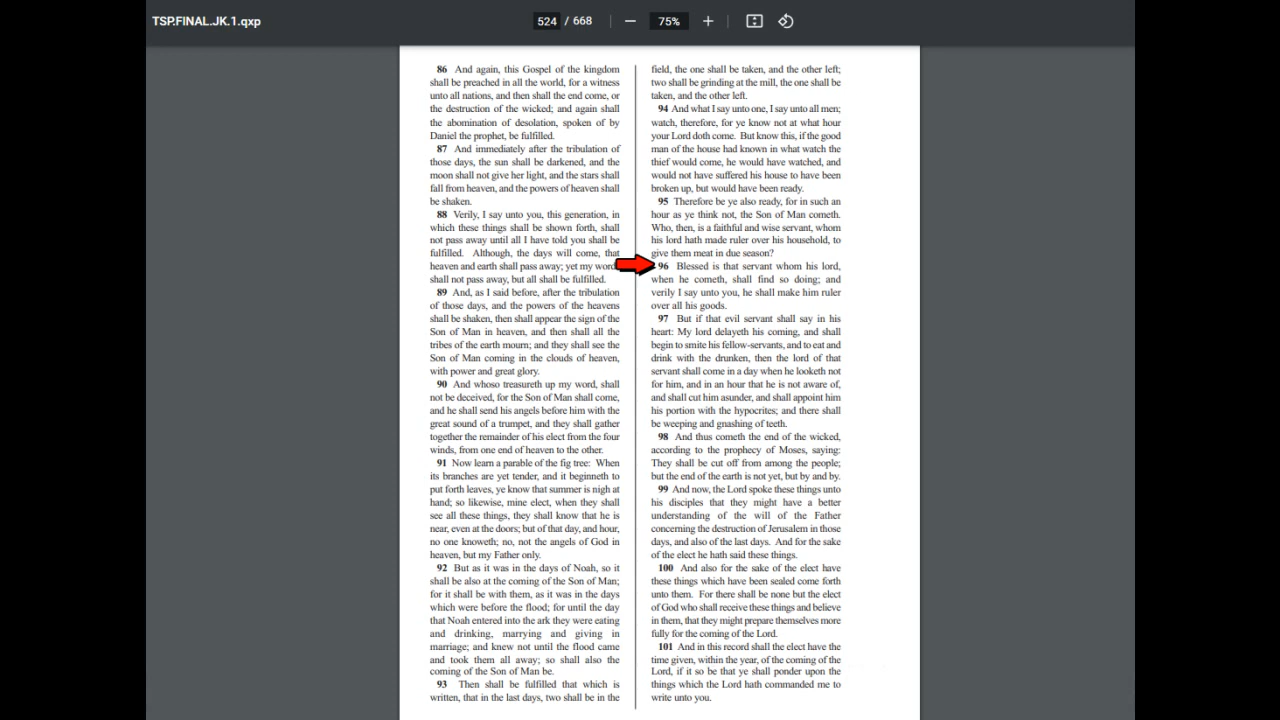 TSP.FINAL.JK.1.qxp
524 / 668
75%
86 And again, this Gospel of the kingdom
shall be preached in all the world, for a witness
unto all nations, and then shall the end come, or
the destruction of the wicked; and again shall
the abomination of desolation, spoken of by
Daniel the prophet, be fulfilled.
87 And immediately after the tribulation of
those days, the sun shall be darkened, and the
moon shall not give her light, and the stars shall
fall from heaven, and the powers of heaven shall
be shaken.
88 Verily, I say unto you, this generation, in
which these things shall be shown forth, shall
not pass away until all I have told you shall be
fulfilled. Although, the days will come, that
heaven and earth shall pass away; yet my word
shall not pass away, but all shall be fulfilled.
89 And, as I said before, after the tribulation
of those days, and the powers of the heavens
shall be shaken, then shall appear the sign of the
Son of Man in heaven, and then shall all the
tribes of the earth mourn; and they shall see the
Son of Man coming in the clouds of heaven,
with power and great glory.
90 And whoso treasureth up my word, shall
not be deceived, for the Son of Man shall come,
and he shall send his angels before him with the
great sound of a trumpet, and they shall gather
together the remainder of his elect from the four
winds, from one end of heaven to the other.
91 Now learn a parable of the fig tree: When
its branches are yet tender, and it beginneth to
put forth leaves, ye know that summer is nigh at
hand; so likewise, mine elect, when they shall
see all these things, they shall know that he is
near, even at the doors; but of that day, and hour,
no one knoweth; no, not the angels of God in
heaven, but my Father only.
92 But as it was in the days of Noah, so it
shall be also at the coming of the Son of Man;
for it shall be with them, as it was in the days
which were before the flood; for until the day
that Noah entered into the ark they were eating
and drinking, marrying and giving in
marriage; and knew not until the flood came
and took them all away; so shall also the
coming of the Son of Man be.
93 Then shall be fulfilled that which is
written, that in the last days, two shall be in the
field, the one shall be taken, and the other left;
two shall be grinding at the mill, the one shall be
taken, and the other left.
94 And what I say unto one, I say unto all men;
watch, therefore, for ye know not at what hour
your Lord doth come. But know this, if the good
man of the house had known in what watch the
thief would come, he would have watched, and
would not have suffered his house to have been
broken up, but would have been ready.
95 Therefore be ye also ready, for in such an
hour as ye think not, the Son of Man cometh.
Who, then, is a faithful and wise servant, whom
his lord hath made ruler over his household, to
give them meat in due season?
96 Blessed is that servant whom his lord,
when he cometh, shall find so doing; and
verily I say unto you, he shall make him ruler
over all his goods.
97 But if that evil servant shall say in his
heart: My lord delayeth his coming, and shall
begin to smite his fellow-servants, and to eat and
drink with the drunken, then the lord of that
servant shall come in a day when he looketh not
for him, and in an hour that he is not aware of,
and shall cut him asunder, and shall appoint him
his portion with the hypocrites; and there shall
be weeping and gnashing of teeth.
98 And thus cometh the end of the wicked,
according to the prophecy of Moses, saying:
They shall be cut off from among the people;
but the end of the earth is not yet, but by and by.
99 And now, the Lord spoke these things unto
his disciples that they might have a better
understanding of the will of the Father
concerning the destruction of Jerusalem in those
days, and also of the last days. And for the sake
of the elect he hath said these things.
100 And also for the sake of the elect have
these things which have been sealed come forth
unto them. For there shall be none but the elect
of God who shall receive these things and believe
in them, that they might prepare themselves more
fully for the coming of the Lord.
101 And in this record shall the elect have the
time given, within the year, of the coming of the
Lord, if it so be that ye shall ponder upon the
things which the Lord hath commanded me to
write unto you.